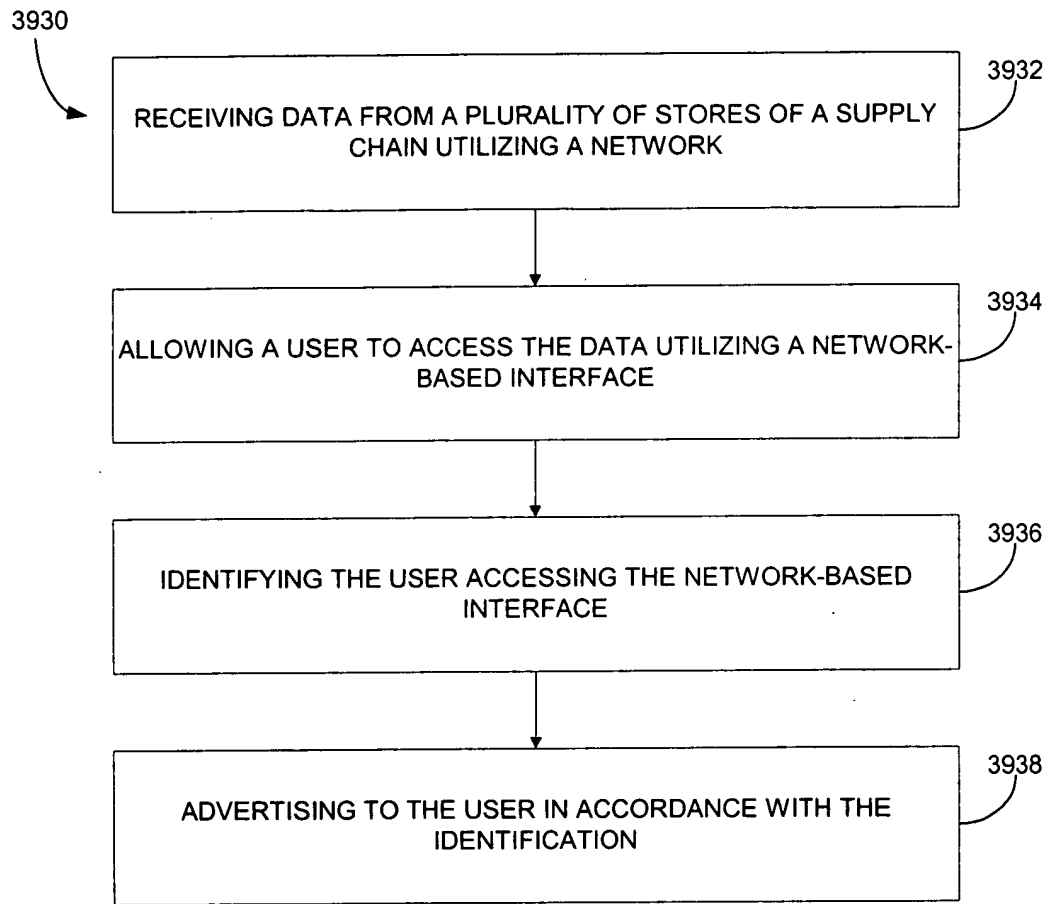 3930
3932
RECEIVING DATA FROM A PLURALITY OF STORES OF A SUPPLY
CHAIN UTILIZING A NETWORK
3934
ALLOWING A USER TO ACCESS THE DATA UTILIZING A NETWORK-
BASED INTERFACE
3936
IDENTIFYING THE USER ACCESSING THE NETWORK-BASED
INTERFACE
3938
ADVERTISING TO THE USER IN ACCORDANCE WITH THE
IDENTIFICATION